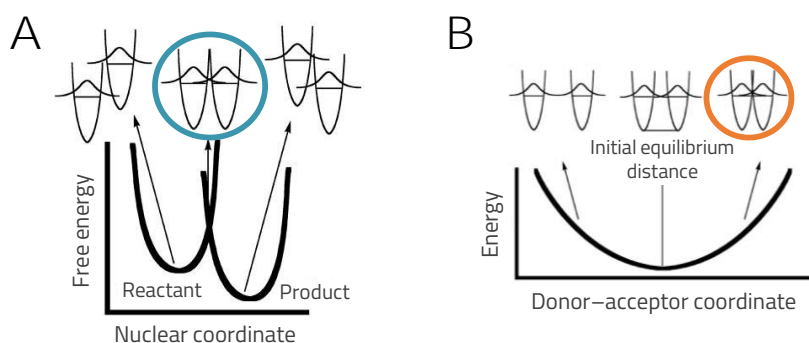 A
Free energy
Reactant
Product
Nuclear coordinate
B
Initial equilibrium
distance
Energy
Donor–acceptor coordinate